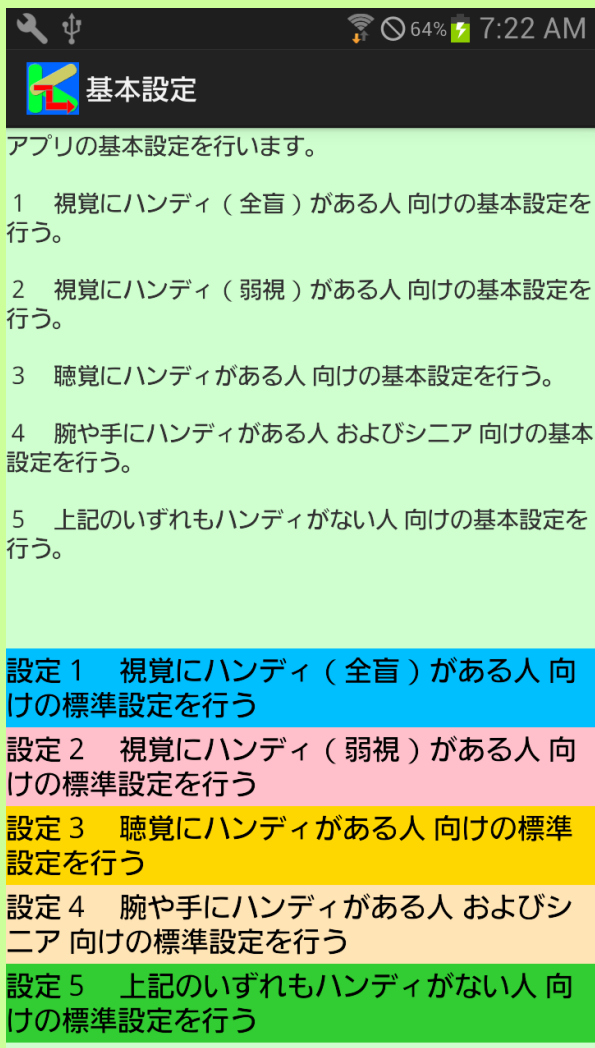 64% 7:22 AM
基本設定
アプリの基本設定を行います。
1　視覚にハンディ(全盲)がある人 向けの基本設定を
行う。
2　視覚にハンディ(弱視)がある人 向けの基本設定を
行う。
3　聴覚にハンディがある人 向けの基本設定を行う。
4　腕や手にハンディがある人 およびシニア 向けの基本
設定を行う。
5　上記のいずれもハンディがない人 向けの基本設定を
行う。
設定1　視覚にハンディ(全盲)がある人 向
けの標準設定を行う
設定2　視覚にハンディ(弱視)がある人 向
けの標準設定を行う
設定3　聴覚にハンディがある人 向けの標準
設定を行う
設定4　腕や手にハンディがある人 およびシ
ニア 向けの標準設定を行う
設定5　上記のいずれもハンディがない人 向
けの標準設定を行う